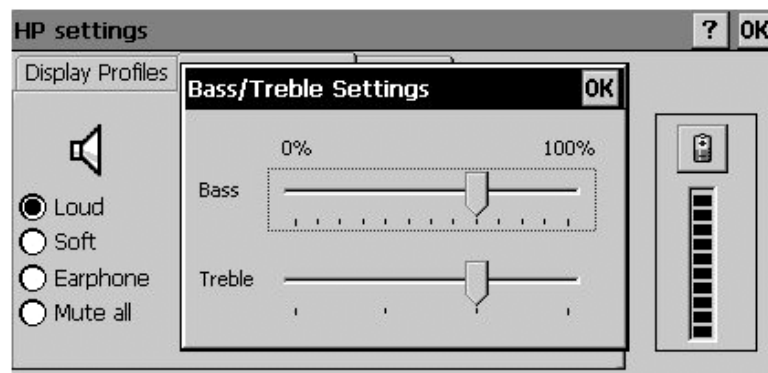 HP settings ? OK
Display Profiles
Bass/Treble Settings OK
0% 100%
Bass
Treble
Loud
Soft
Earphone
Mute all